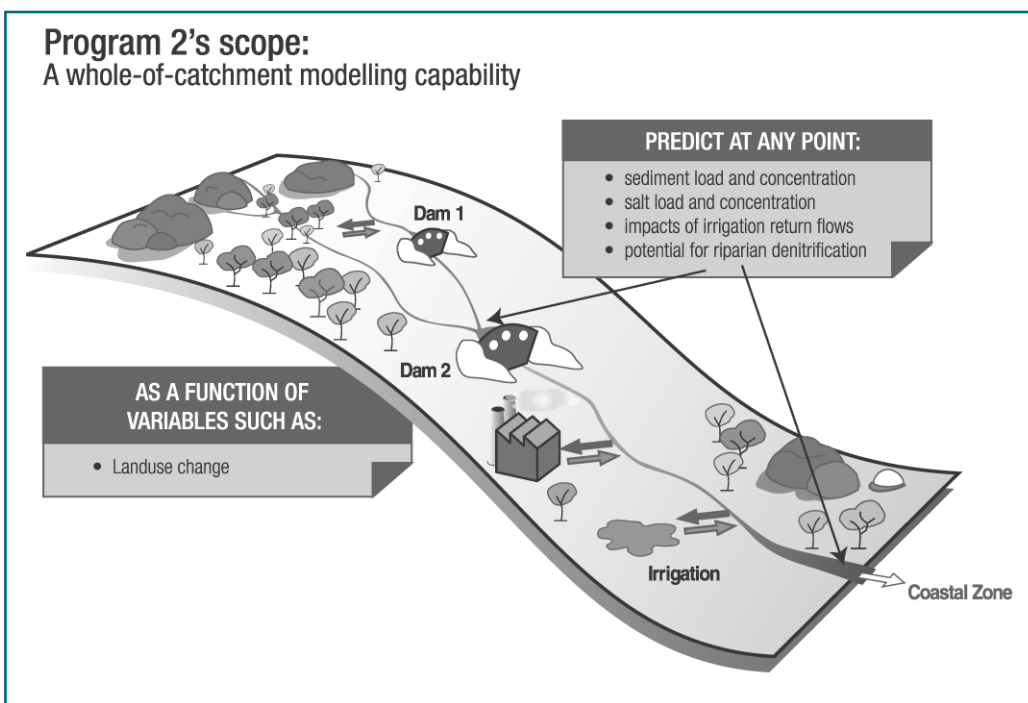 Program 2's scope:
A whole-of-catchment modelling capability
PREDICT AT ANY POINT:
• sediment load and concentration
• salt load and concentration
• impacts of irrigation return flows
• potential for riparian denitrification
Dam 1
Dam 2
AS A FUNCTION OF
VARIABLES SUCH AS:
• Landuse change
Irrigation
Coastal Zone